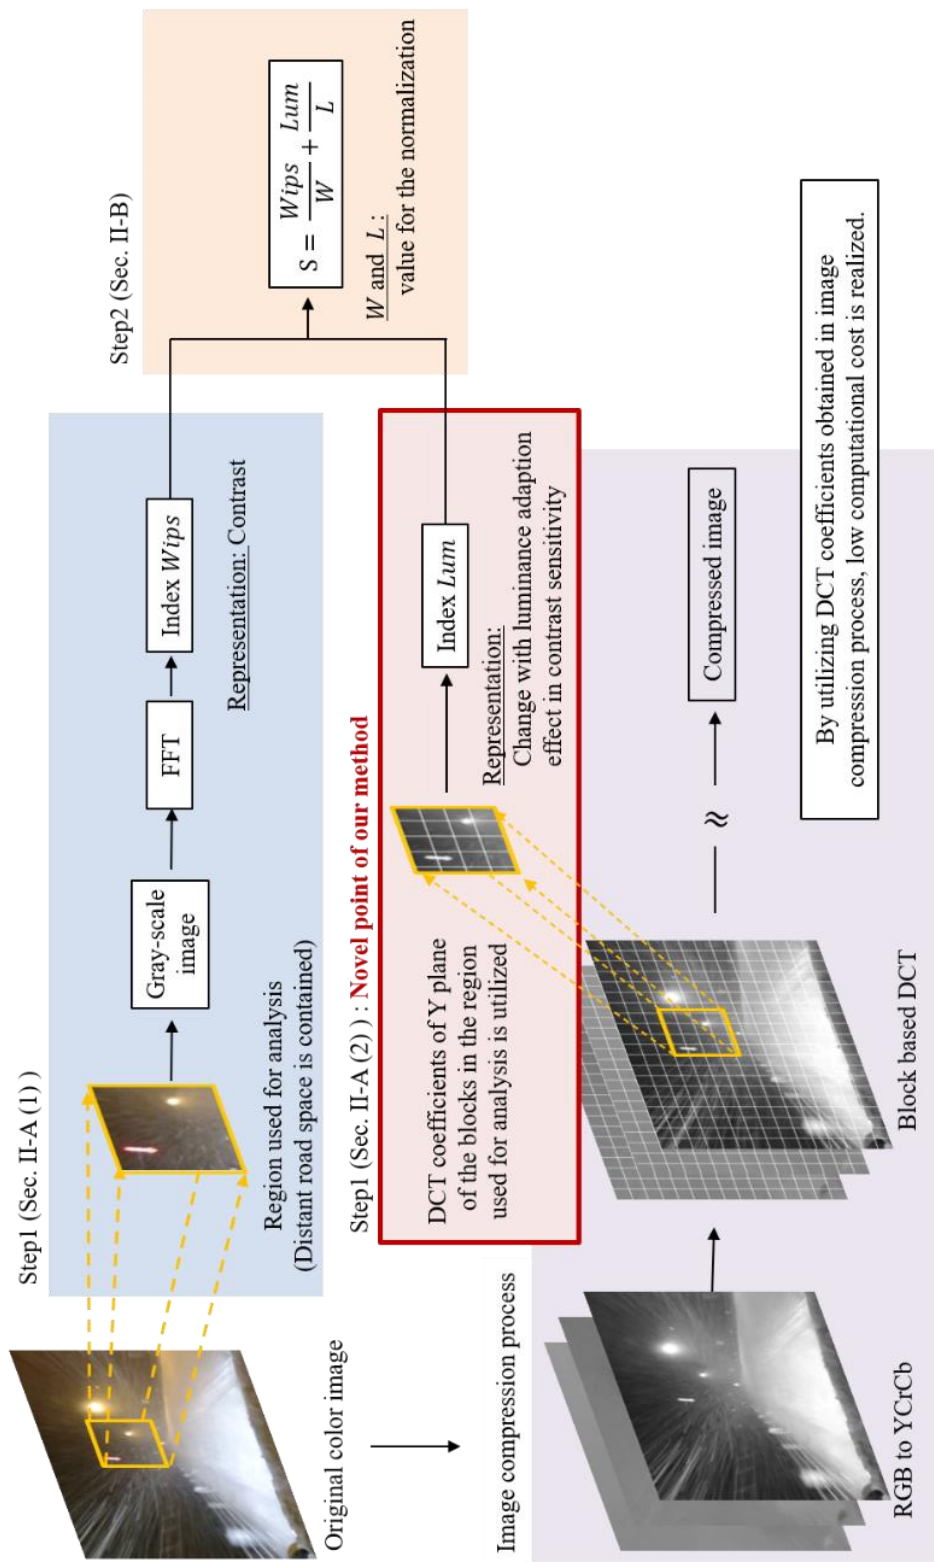 Step1 (Sec. II-A (1) )
Original color image
Region used for analysis
(Distant road space is contained)
Gray-scale
image
FFT
Index Wips
Representation: Contrast
Step2 (Sec. II-B)
S = Wips/W + Lum/L
W and L :
value for the normalization
Step1 (Sec. II-A (2) ) : Novel point of our method
DCT coefficients of Y plane
of the blocks in the region
used for analysis is utilized
Index Lum
Representation:
Change with luminance adaption
effect in contrast sensitivity
Image compression process
RGB to YCrCb
Block based DCT
≈
Compressed image
By utilizing DCT coefficients obtained in image
compression process, low computational cost is realized.